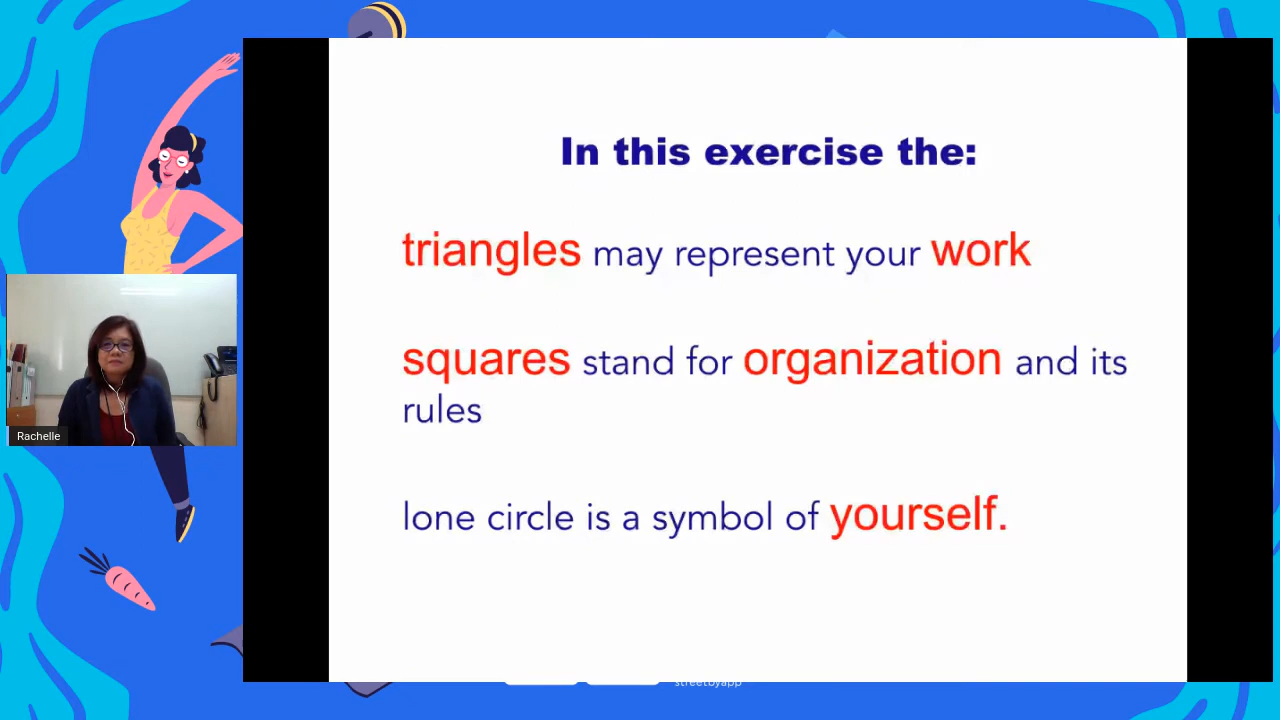 In this exercise the:
triangles may represent your work
squares stand for organization and its
rules
lone circle is a symbol of yourself.
Rachelle
streetbyapp